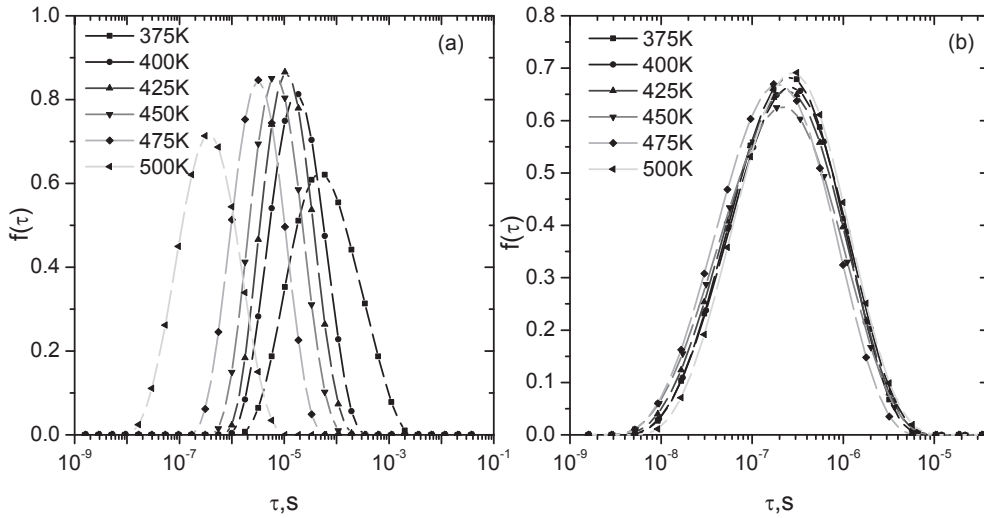 (a)
375K
400K
425K
450K
475K
500K
f(τ)
1.0
0.8
0.6
0.4
0.2
0.0
10⁻⁹ 10⁻⁷ 10⁻⁵ 10⁻³ 10⁻¹
τ,s
(b)
375K
400K
425K
450K
475K
500K
f(τ)
0.8
0.7
0.6
0.5
0.4
0.3
0.2
0.1
0.0
10⁻⁹ 10⁻⁸ 10⁻⁷ 10⁻⁶ 10⁻⁵
τ,s